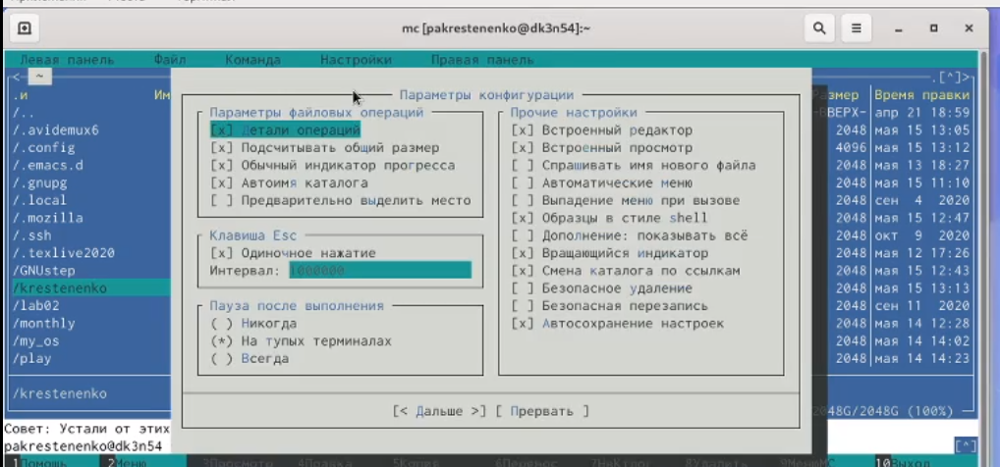 mc [pakrestenenko@dk3n54]:~
Левая панель Файл Команда Настройки Правая панель
<- ~ .[^]>
.и Им Параметры конфигурации азмер Время правки
Параметры файловых операций Прочие настройки
/.. -ВВЕРХ- апр 21 18:59
[x] Детали операций [x] Встроенный редактор
/.avidemux6 2048 мая 15 13:05
[x] Подсчитывать общий размер [x] Встроенный просмотр
/.config 4096 мая 15 13:12
[x] Обычный индикатор прогресса [ ] Спрашивать имя нового файла
/.emacs.d 2048 мая 13 18:27
[x] Автоимя каталога [ ] Автоматические меню
/.gnupg 2048 мая 15 11:10
[ ] Предварительно выделить место [ ] Выпадение меню при вызове
/.local 2048 сен 4 2020
[x] Образцы в стиле shell
/.mozilla 2048 мая 15 12:47
Клавиша Esc [ ] Дополнение: показывать всё
/.ssh 2048 окт 9 2020
[x] Одиночное нажатие [x] Вращающийся индикатор
/.texlive2020 2048 мая 12 17:26
Интервал: 1000000 [x] Смена каталога по ссылкам
/GNUstep 2048 мая 15 12:43
[ ] Безопасное удаление
/krestenenko 2048 мая 15 13:13
Пауза после выполнения [ ] Безопасная перезапись
/lab02 2048 сен 11 2020
( ) Никогда [x] Автосохранение настроек
/monthly 2048 мая 14 12:28
(*) На тупых терминалах
/my_os 2048 мая 14 14:02
( ) Всегда
/play 2048 мая 14 14:23
/krestenenko
[< Дальше >] [ Прервать ]
48G/2048G (100%)
Совет: Устали от этих
pakrestenenko@dk3n54 [^]
1Помощь 2Меню 3Просмотр 4Правка 5Копия 6Перенос 7НвКтлог 8Удалить 9МенюМС 10Выход